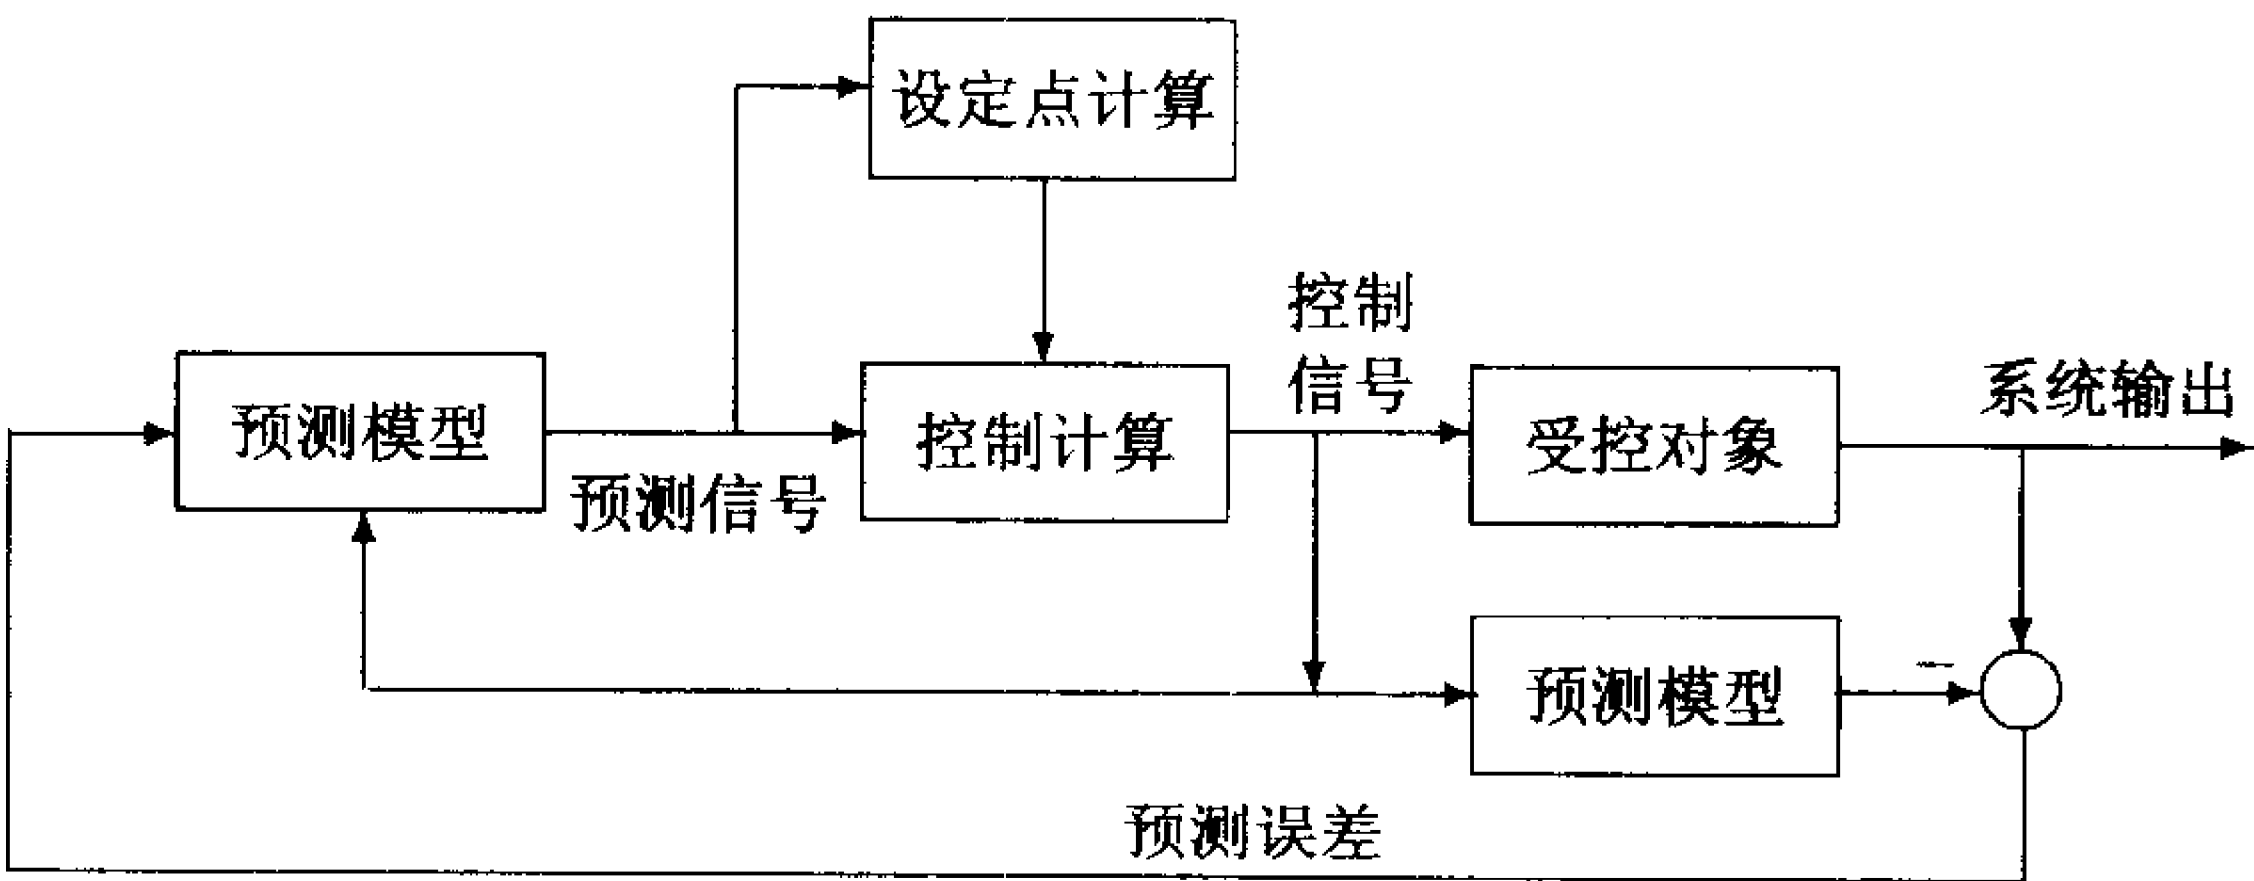 设定点计算
控制
信号
系统输出
预测模型
控制计算
受控对象
预测信号
预测模型
预测误差